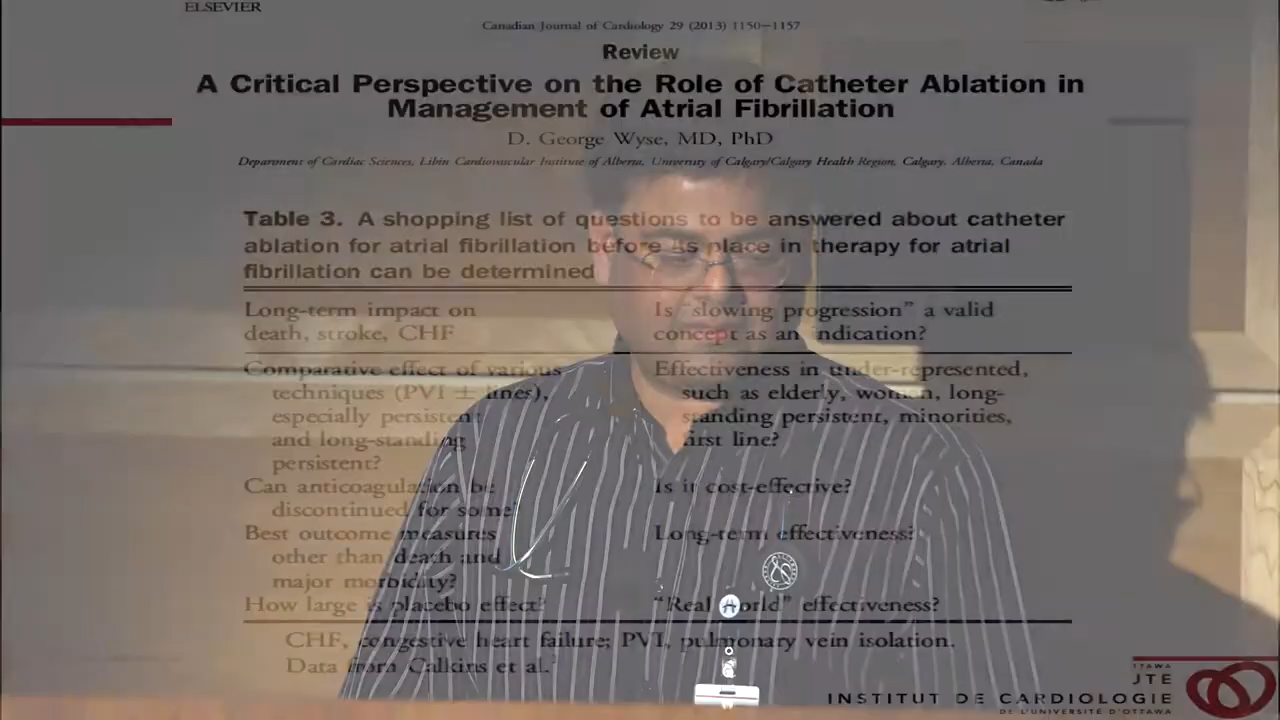 ELSEVIER
Canadian Journal of Cardiology 29 (2013) 1150–1157
Review
A Critical Perspective on the Role of Catheter Ablation in
Management of Atrial Fibrillation
D. George Wyse, MD, PhD
Department of Cardiac Sciences, Libin Cardiovascular Institute of Alberta, University of Calgary/Calgary Health Region, Calgary, Alberta, Canada
Table 3. A shopping list of questions to be answered about catheter
ablation for atrial fibrillation before its place in therapy for atrial
fibrillation can be determined
Long-term impact on
death, stroke, CHF
Is "slowing progression" a valid
concept as an indication?
Comparative effect of various
techniques (PVI ± lines),
especially persistent
and long-standing
persistent?
Effectiveness in under-represented,
such as elderly, women, long-
standing persistent, minorities,
first line?
Can anticoagulation be
discontinued for some?
Is it cost-effective?
Best outcome measures
other than death and
major morbidity?
Long-term effectiveness?
How large is placebo effect?
"Real World" effectiveness?
CHF, congestive heart failure; PVI, pulmonary vein isolation.
Data from Calkins et al.
TTAWA
UTE
INSTITUT DE CARDIOLOGIE
DE L'UNIVERSITÉ D'OTTAWA